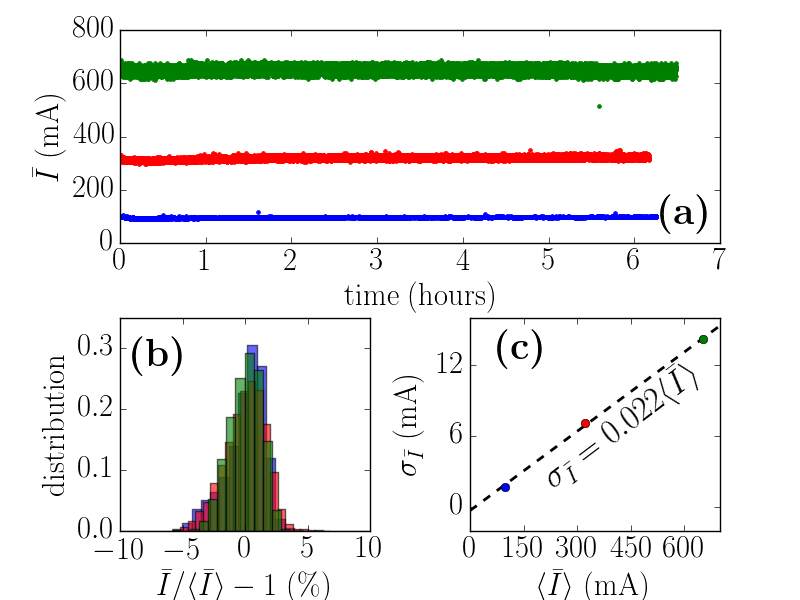 800
600
400
200
0
Ī (mA)
(a)
0 1 2 3 4 5 6 7
time (hours)
(b)
0.3
0.2
0.1
0.0
distribution
−10 −5 0 5 10
Ī/⟨Ī⟩ − 1 (%)
(c)
12
6
0
σ_Ī (mA)
σ_Ī = 0.022⟨Ī⟩
0 150 300 450 600
⟨Ī⟩ (mA)